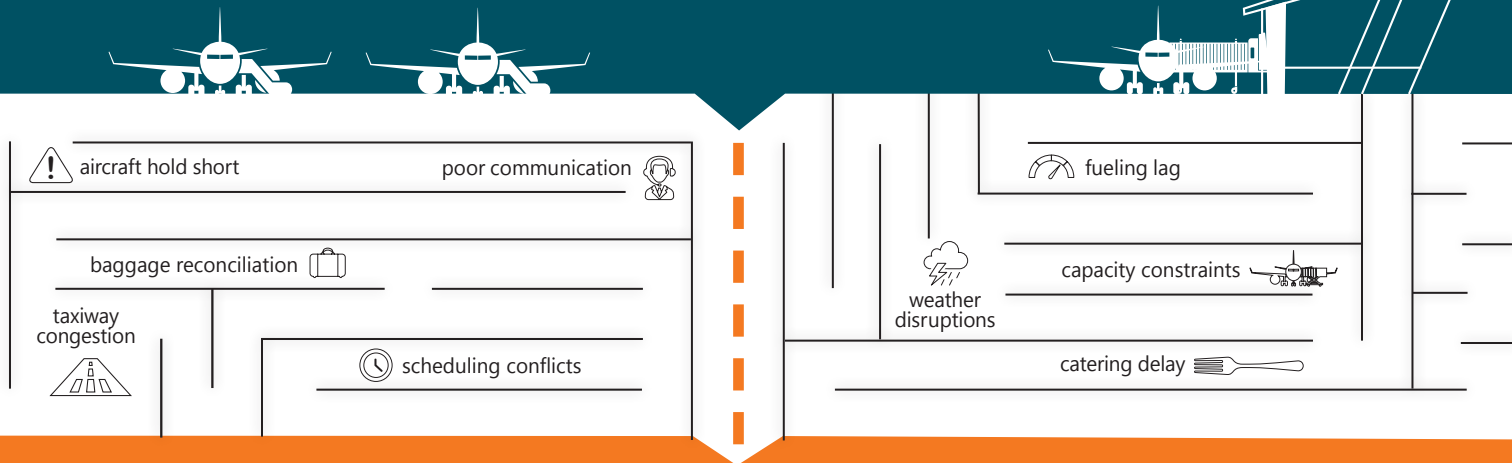 aircraft hold short
poor communication
baggage reconciliation
taxiway
congestion
scheduling conflicts
fueling lag
capacity constraints
weather
disruptions
catering delay